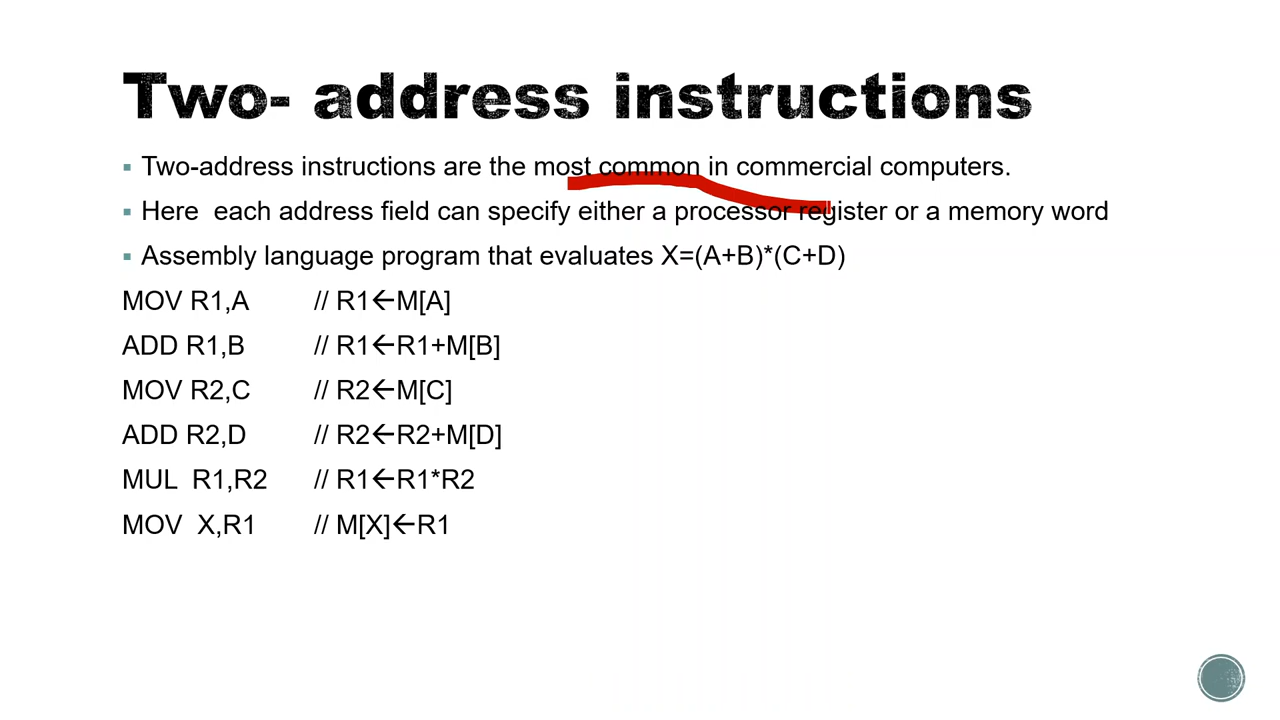 Two- address instructions
Two-address instructions are the most common in commercial computers.
Here  each address field can specify either a processor register or a memory word
Assembly language program that evaluates X=(A+B)*(C+D)
MOV R1,A // R1←M[A]
ADD R1,B // R1←R1+M[B]
MOV R2,C // R2←M[C]
ADD R2,D // R2←R2+M[D]
MUL  R1,R2 // R1←R1*R2
MOV  X,R1 // M[X]←R1